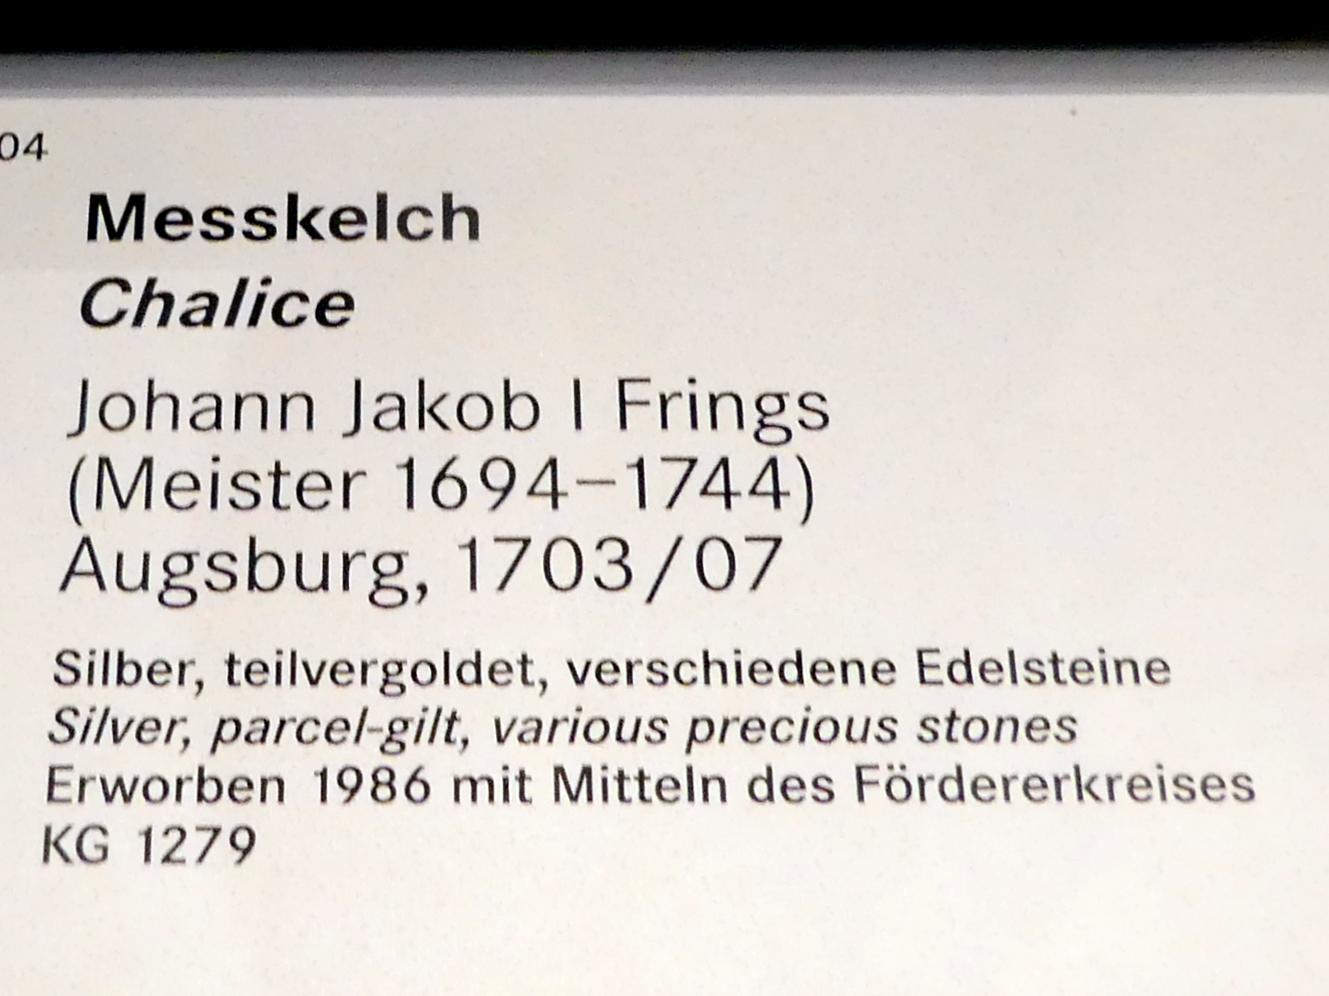 04
Messkelch
Chalice
Johann Jakob I Frings
(Meister 1694–1744)
Augsburg, 1703/07
Silber, teilvergoldet, verschiedene Edelsteine
Silver, parcel-gilt, various precious stones
Erworben 1986 mit Mitteln des Fördererkreises
KG 1279